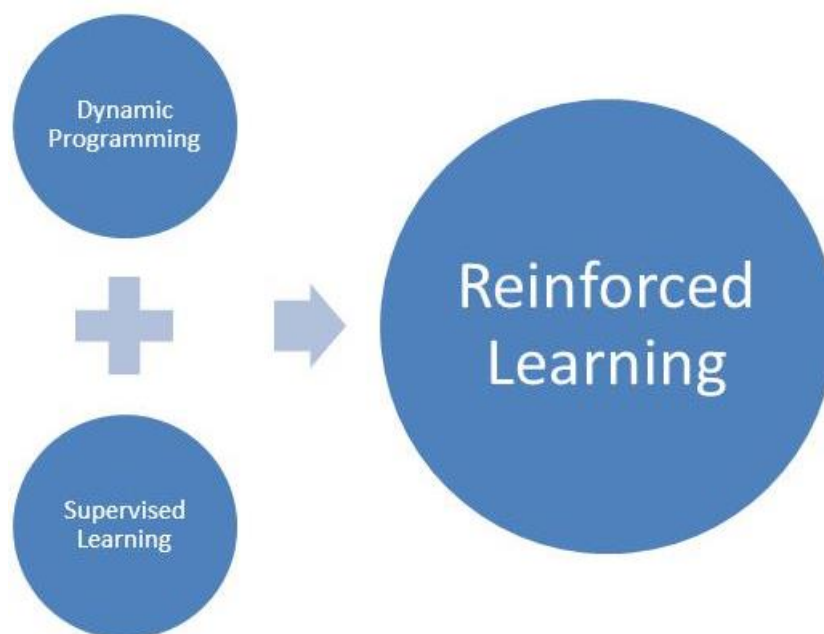 Dynamic
Programming
Supervised
Learning
Reinforced
Learning